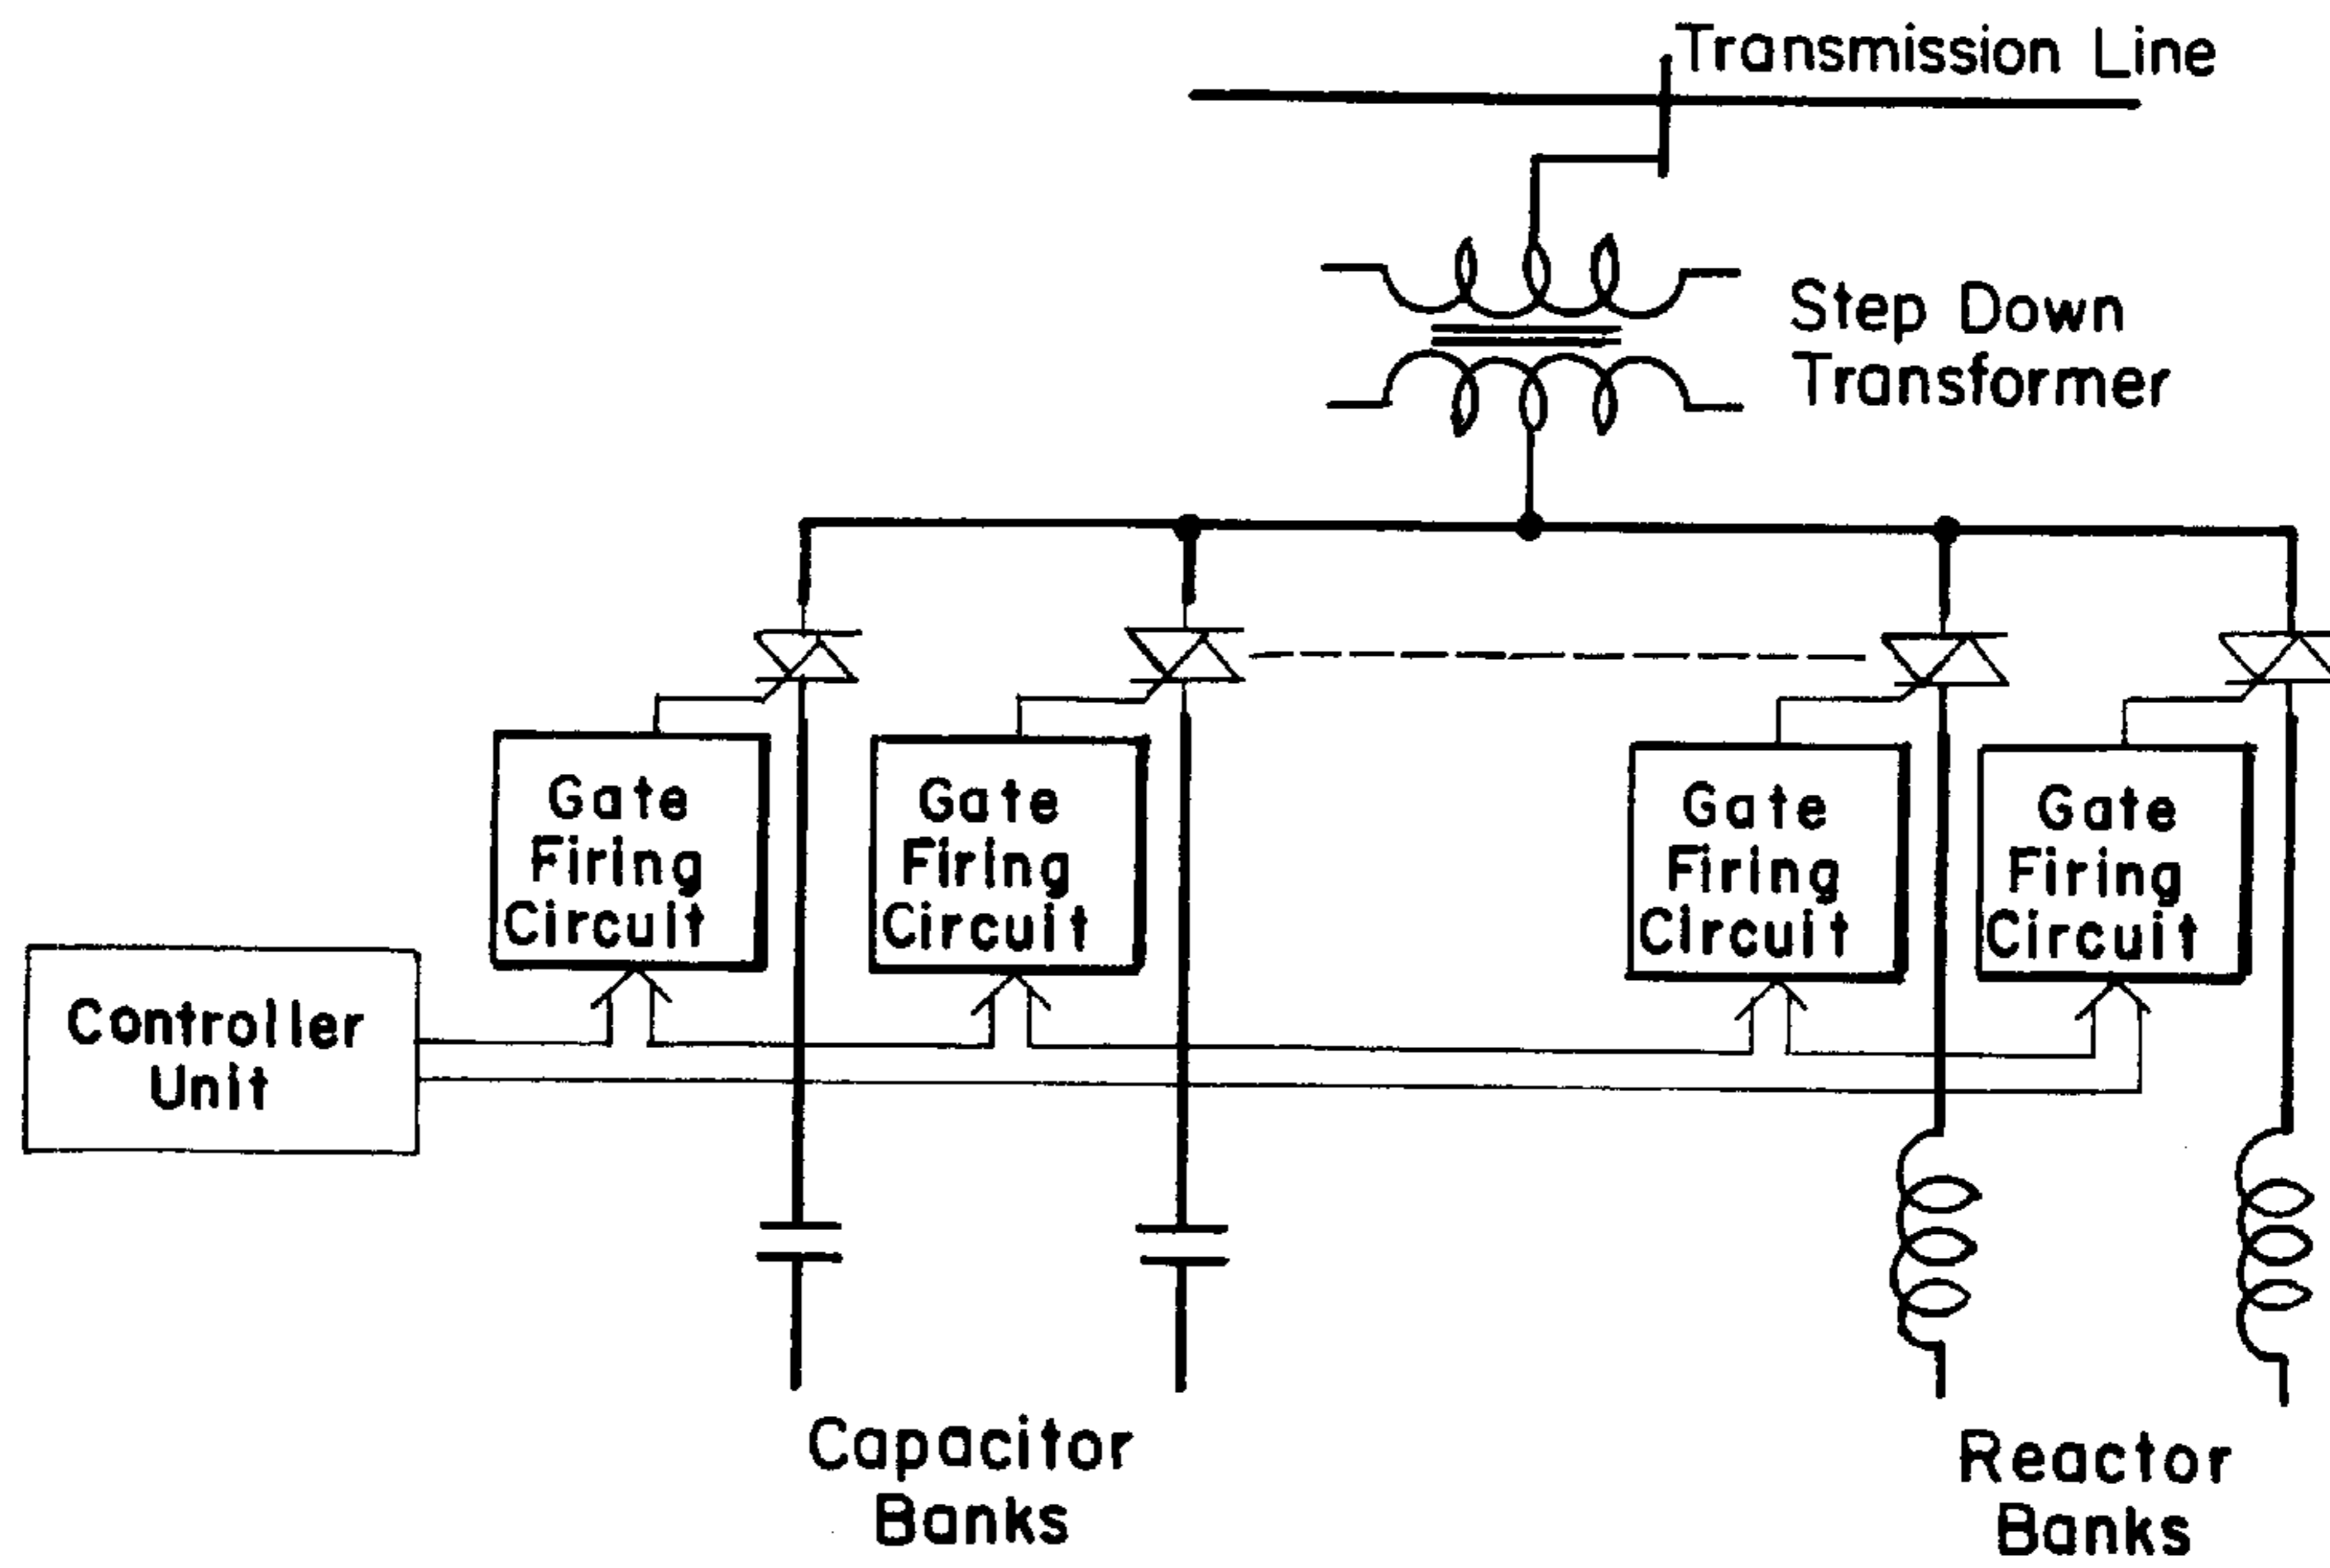 Transmission Line
Step Down
Transformer
Gate
Firing
Circuit
Gate
Firing
Circuit
Gate
Firing
Circuit
Gate
Firing
Circuit
Controller
Unit
Capacitor
Banks
Reactor
Banks